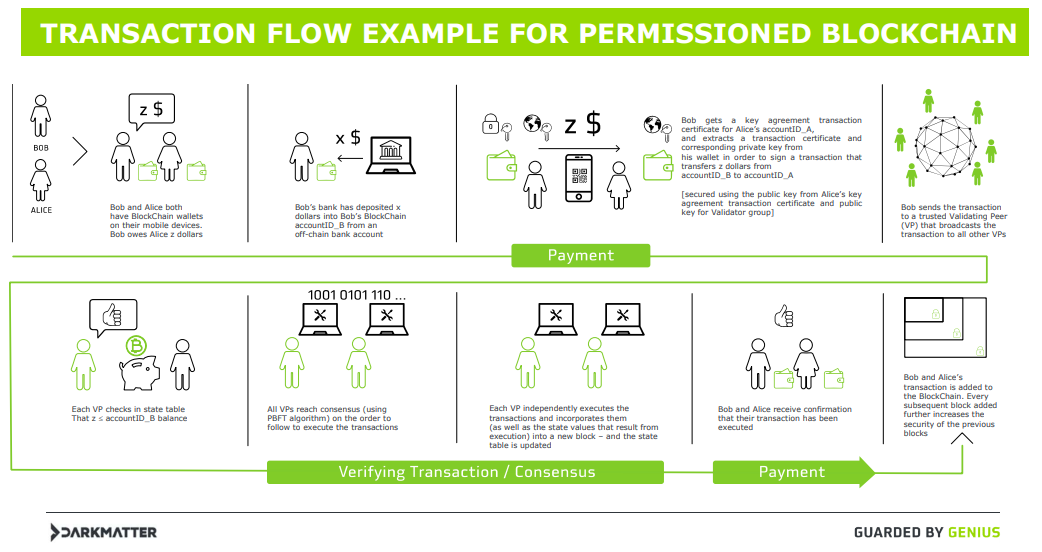 TRANSACTION FLOW EXAMPLE FOR PERMISSIONED BLOCKCHAIN
BOB
ALICE
z $
Bob and Alice both
have BlockChain wallets
on their mobile devices.
Bob owes Alice z dollars
x $
Bob's bank has deposited x
dollars into Bob's BlockChain
accountID_B from an
off-chain bank account
z $
Bob gets a key agreement transaction
certificate for Alice's accountID_A,
and extracts a transaction certificate and
corresponding private key from
his wallet in order to sign a transaction that
transfers z dollars from
accountID_B to accountID_A
[secured using the public key from Alice's key
agreement transaction certificate and public
key for Validator group]
Bob sends the transaction
to a trusted Validating Peer
(VP) that broadcasts the
transaction to all other VPs
Payment
Each VP checks in state table
That z ≤ accountID_B balance
1001 0101 110 ...
All VPs reach consensus (using
PBFT algorithm) on the order to
follow to execute the transactions
Each VP independently executes the
transactions and incorporates them
(as well as the state values that result from
execution) into a new block – and the state
table is updated
Bob and Alice receive confirmation
that their transaction has been
executed
Bob and Alice's
transaction is added to
the BlockChain. Every
subsequent block added
further increases the
security of the previous
blocks
Verifying Transaction / Consensus
Payment
DARKMATTER
GUARDED BY GENIUS